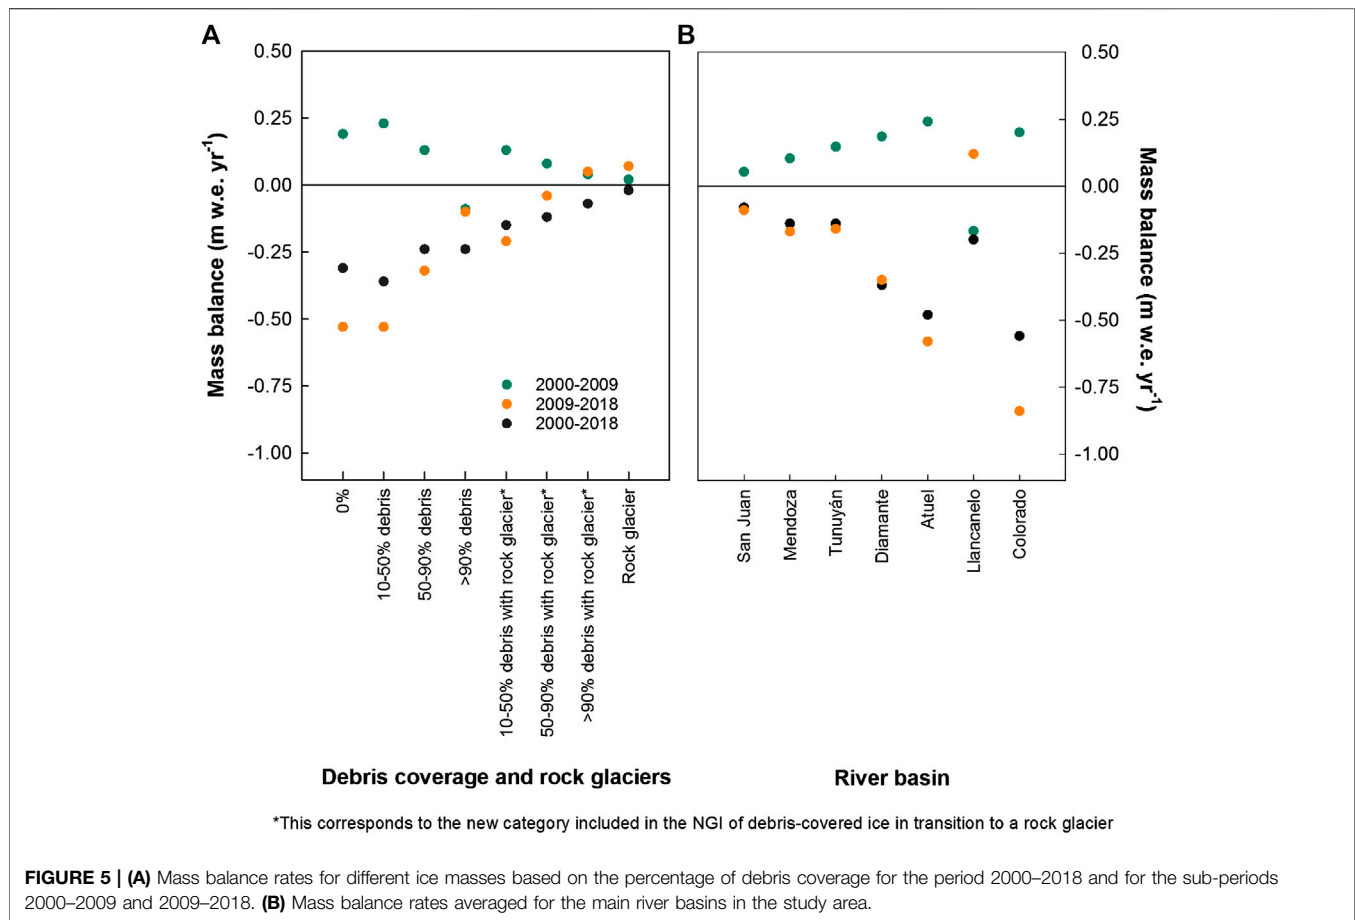 A
B
0.50
0.25
0.00
-0.25
-0.50
-0.75
-1.00
Mass balance (m w.e. yr-1)
2000-2009
2009-2018
2000-2018
0%
10-50% debris
50-90% debris
>90% debris
10-50% debris with rock glacier*
50-90% debris with rock glacier*
>90% debris with rock glacier*
Rock glacier
Debris coverage and rock glaciers
0.50
0.25
0.00
-0.25
-0.50
-0.75
-1.00
Mass balance (m w.e. yr-1)
San Juan
Mendoza
Tunuyán
Diamante
Atuel
Llancanelo
Colorado
River basin
*This corresponds to the new category included in the NGI of debris-covered ice in transition to a rock glacier
FIGURE 5 | (A) Mass balance rates for different ice masses based on the percentage of debris coverage for the period 2000–2018 and for the sub-periods
2000–2009 and 2009–2018. (B) Mass balance rates averaged for the main river basins in the study area.